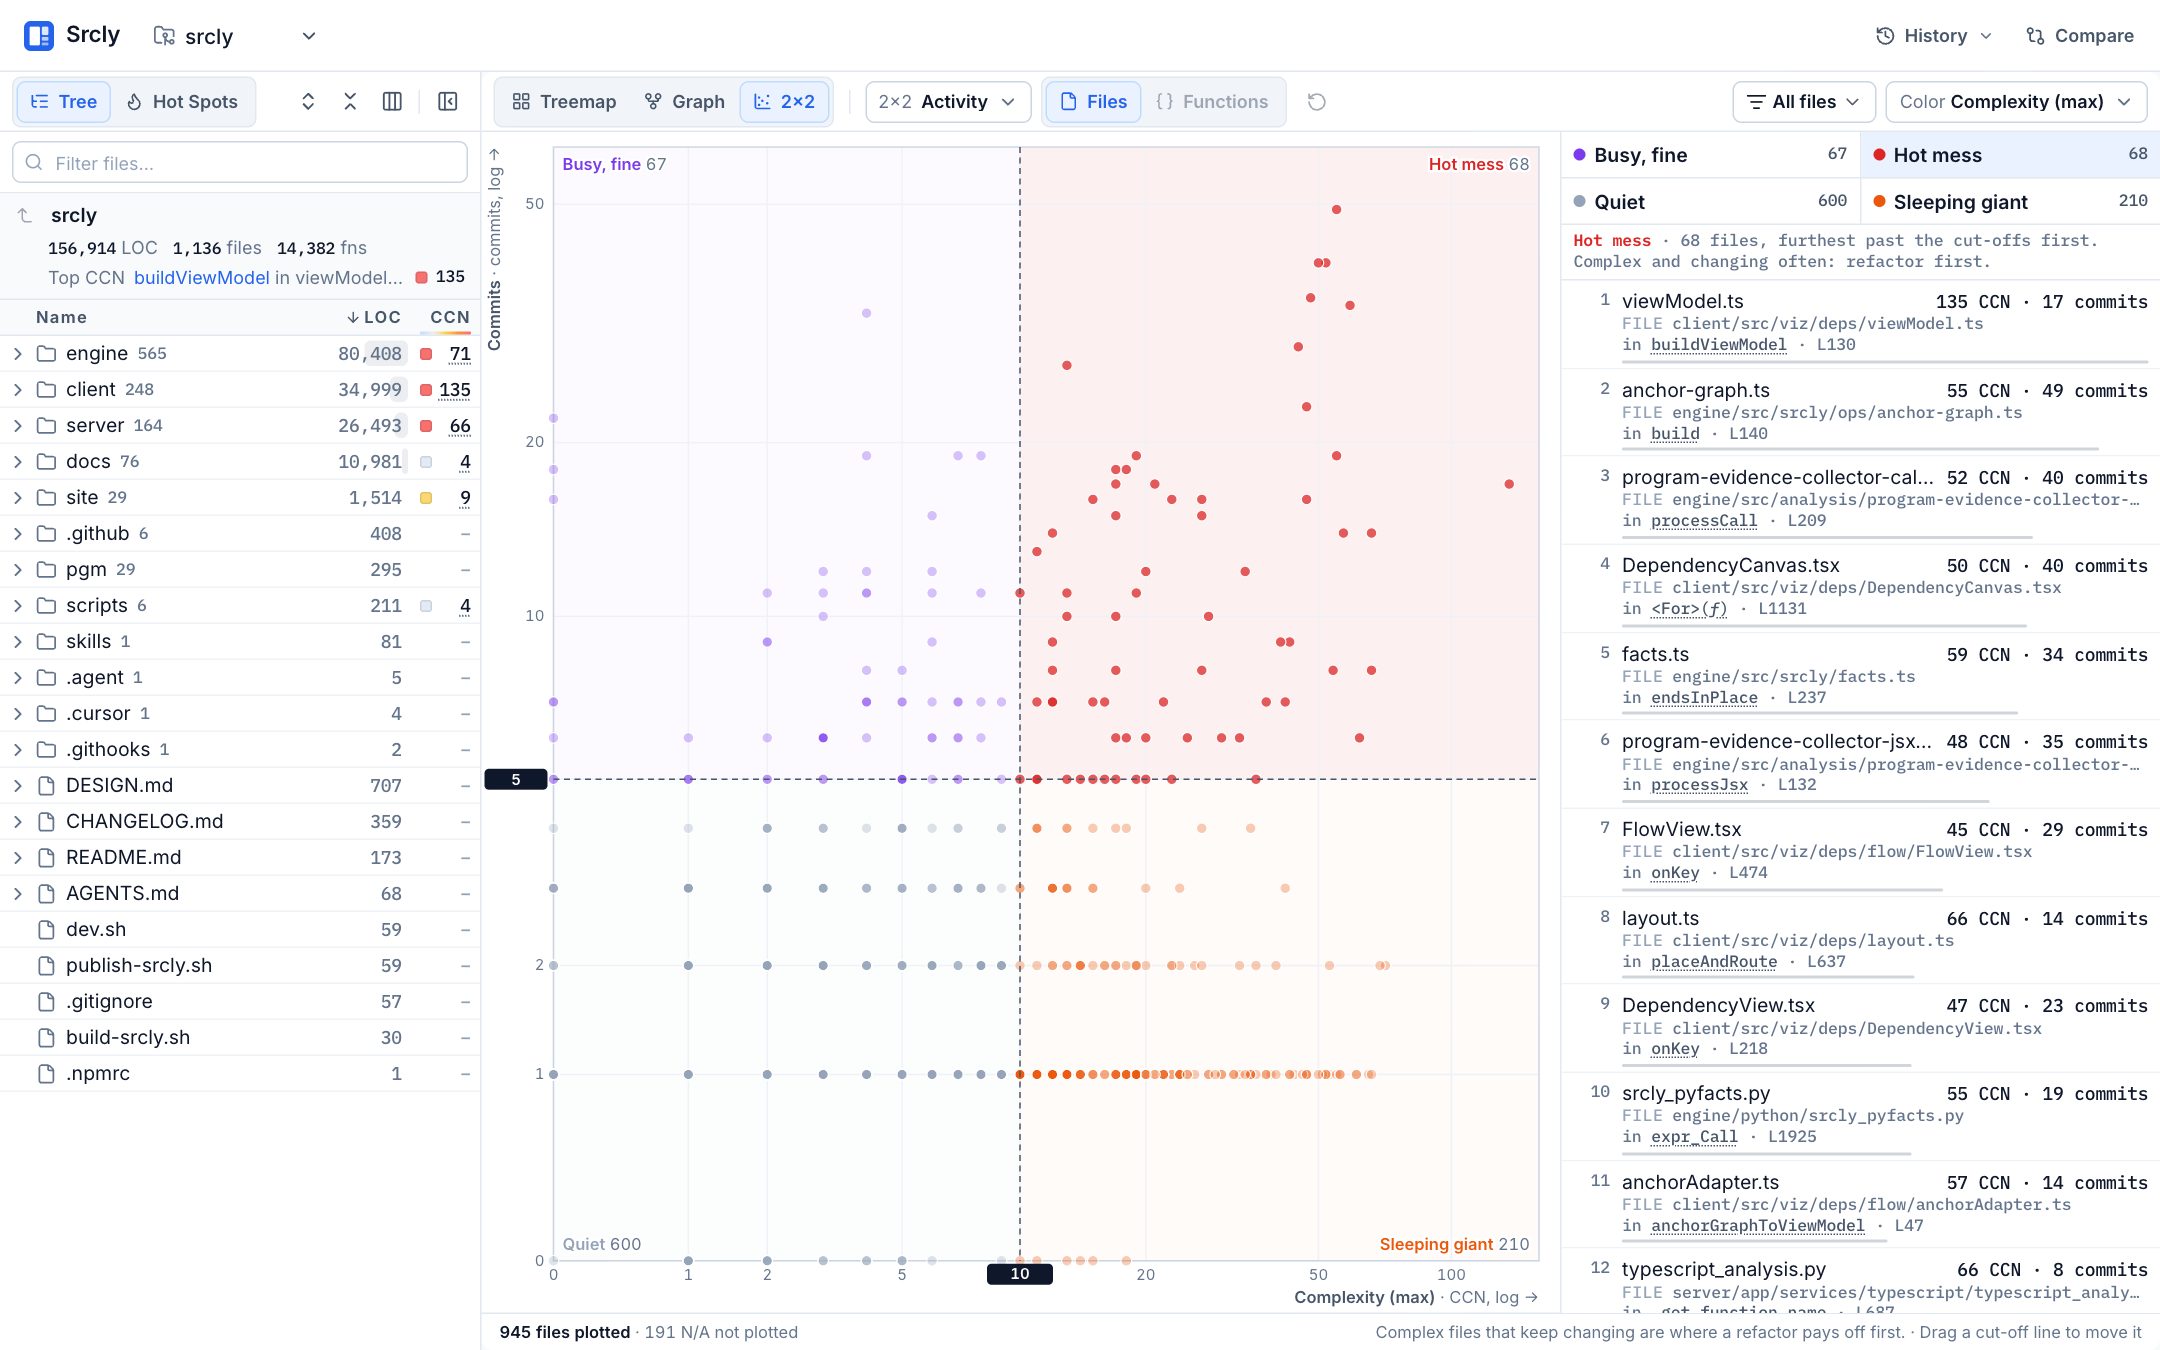 Srcly srcly History Compare
Tree Hot Spots Treemap Graph 2×2 2×2 Activity Files Functions All files Color Complexity (max)
Filter files...
srcly
156,914 LOC 1,136 files 14,382 fns
Top CCN buildViewModel in viewModel... 135
Name ↓ LOC CCN
engine 565 80,408 71
client 248 34,999 135
server 164 26,493 66
docs 76 10,981 4
site 29 1,514 9
.github 6 408 –
pgm 29 295 –
scripts 6 211 4
skills 1 81 –
.agent 1 5 –
.cursor 1 4 –
.githooks 1 2 –
DESIGN.md 707 –
CHANGELOG.md 359 –
README.md 173 –
AGENTS.md 68 –
dev.sh 59 –
publish-srcly.sh 59 –
.gitignore 57 –
build-srcly.sh 30 –
.npmrc 1 –
Commits · commits, log →
Busy, fine 67
Hot mess 68
50
20
10
5
2
1
0
Quiet 600
Sleeping giant 210
0 1 2 5 10 20 50 100
Complexity (max) · CCN, log →
Busy, fine 67
Hot mess 68
Quiet 600
Sleeping giant 210
Hot mess · 68 files, furthest past the cut-offs first.
Complex and changing often: refactor first.
1 viewModel.ts 135 CCN · 17 commits
FILE client/src/viz/deps/viewModel.ts
in buildViewModel · L130
2 anchor-graph.ts 55 CCN · 49 commits
FILE engine/src/srcly/ops/anchor-graph.ts
in build · L140
3 program-evidence-collector-cal... 52 CCN · 40 commits
FILE engine/src/analysis/program-evidence-collector-…
in processCall · L209
4 DependencyCanvas.tsx 50 CCN · 40 commits
FILE client/src/viz/deps/DependencyCanvas.tsx
in <For>(ƒ) · L1131
5 facts.ts 59 CCN · 34 commits
FILE engine/src/srcly/facts.ts
in endsInPlace · L237
6 program-evidence-collector-jsx... 48 CCN · 35 commits
FILE engine/src/analysis/program-evidence-collector-…
in processJsx · L132
7 FlowView.tsx 45 CCN · 29 commits
FILE client/src/viz/deps/flow/FlowView.tsx
in onKey · L474
8 layout.ts 66 CCN · 14 commits
FILE client/src/viz/deps/layout.ts
in placeAndRoute · L637
9 DependencyView.tsx 47 CCN · 23 commits
FILE client/src/viz/deps/DependencyView.tsx
in onKey · L218
10 srcly_pyfacts.py 55 CCN · 19 commits
FILE engine/python/srcly_pyfacts.py
in expr_Call · L1925
11 anchorAdapter.ts 57 CCN · 14 commits
FILE client/src/viz/deps/flow/anchorAdapter.ts
in anchorGraphToViewModel · L47
12 typescript_analysis.py 66 CCN · 8 commits
FILE server/app/services/typescript/typescript_analy…
in _get_function_name · L687
945 files plotted · 191 N/A not plotted
Complex files that keep changing are where a refactor pays off first. · Drag a cut-off line to move it